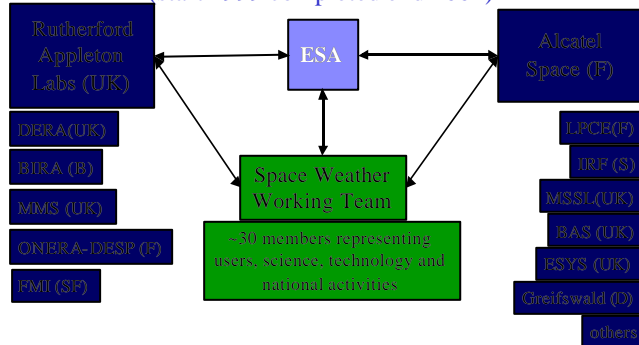 Rutherford
Appleton
Labs (UK)
ESA
Alcatel
Space (F)
DERA(UK)
BIRA (B)
MMS (UK)
ONERA-DESP (F)
FMI (SF)
Space Weather
Working Team
~30 members representing
users, science, technology and
national activities
LPCE(F)
IRF (S)
MSSL(UK)
BAS (UK)
ESYS (UK)
Greifswald (D)
others